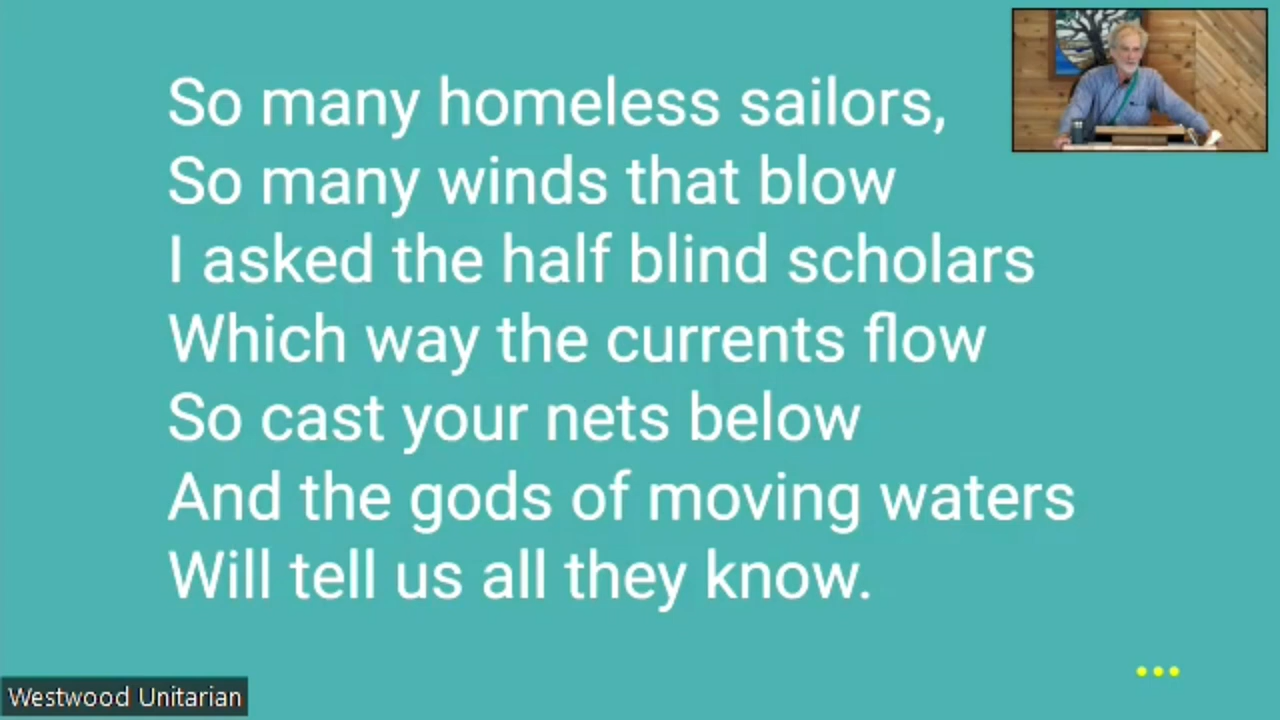 So many homeless sailors,
So many winds that blow
I asked the half blind scholars
Which way the currents flow
So cast your nets below
And the gods of moving waters
Will tell us all they know.
Westwood Unitarian